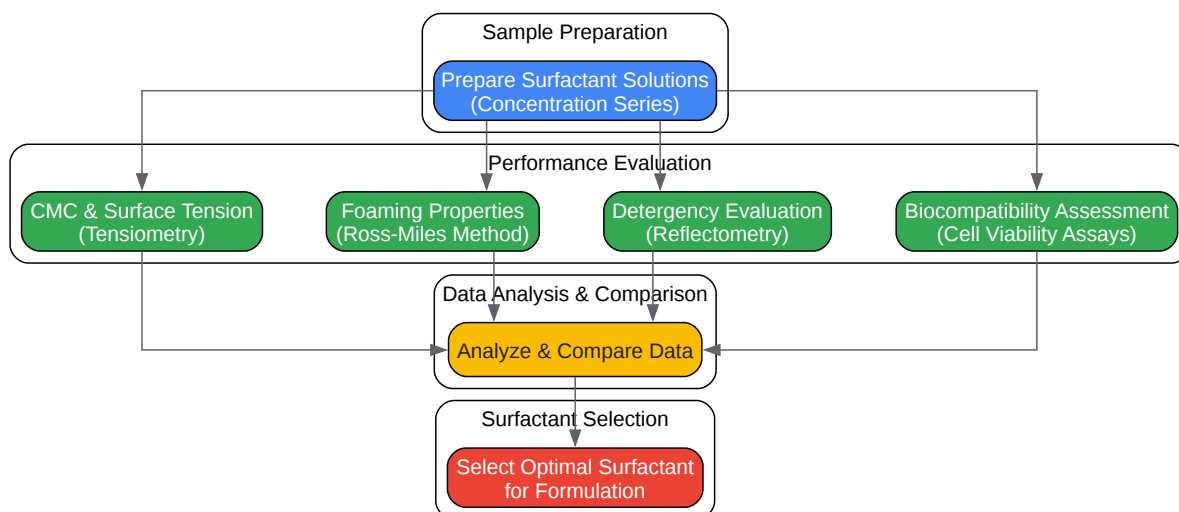 Sample Preparation
Prepare Surfactant Solutions
(Concentration Series)
Performance Evaluation
CMC & Surface Tension
(Tensiometry)
Foaming Properties
(Ross-Miles Method)
Detergency Evaluation
(Reflectometry)
Biocompatibility Assessment
(Cell Viability Assays)
Data Analysis & Comparison
Analyze & Compare Data
Surfactant Selection
Select Optimal Surfactant
for Formulation